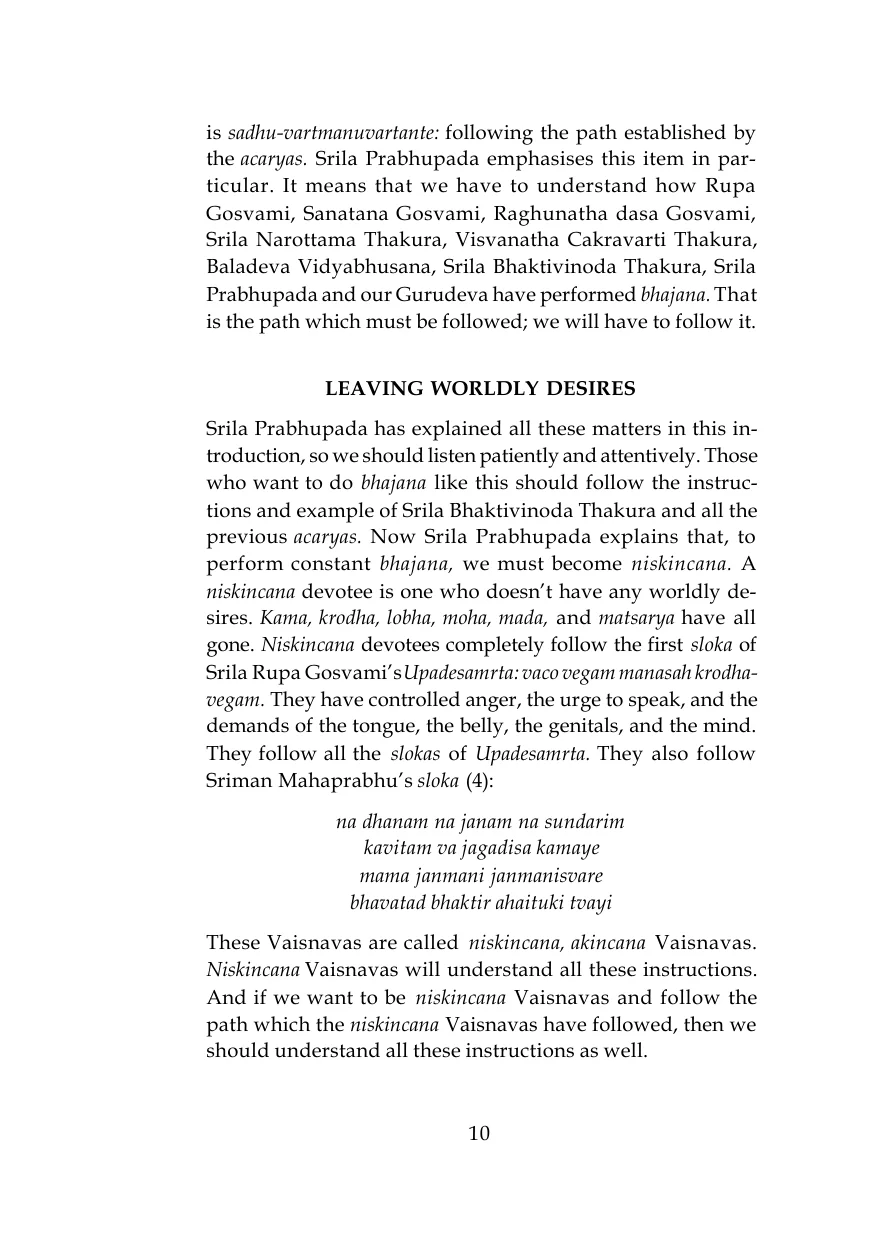 is sadhu-vartmanuvartante: following the path established by
the acaryas. Srila Prabhupada emphasises this item in par-
ticular. It means that we have to understand how Rupa
Gosvami, Sanatana Gosvami, Raghunatha dasa Gosvami,
Srila Narottama Thakura, Visvanatha Cakravarti Thakura,
Baladeva Vidyabhusana, Srila Bhaktivinoda Thakura, Srila
Prabhupada and our Gurudeva have performed bhajana. That
is the path which must be followed; we will have to follow it.
LEAVING WORLDLY DESIRES
Srila Prabhupada has explained all these matters in this in-
troduction, so we should listen patiently and attentively. Those
who want to do bhajana like this should follow the instruc-
tions and example of Srila Bhaktivinoda Thakura and all the
previous acaryas. Now Srila Prabhupada explains that, to
perform constant bhajana, we must become niskincana. A
niskincana devotee is one who doesn’t have any worldly de-
sires. Kama, krodha, lobha, moha, mada, and matsarya have all
gone. Niskincana devotees completely follow the first sloka of
Srila Rupa Gosvami’s Upadesamrta: vaco vegam manasah krodha-
vegam. They have controlled anger, the urge to speak, and the
demands of the tongue, the belly, the genitals, and the mind.
They follow all the slokas of Upadesamrta. They also follow
Sriman Mahaprabhu’s sloka (4):
na dhanam na janam na sundarim
kavitam va jagadisa kamaye
mama janmani janmanisvare
bhavatad bhaktir ahaituki tvayi
These Vaisnavas are called niskincana, akincana Vaisnavas.
Niskincana Vaisnavas will understand all these instructions.
And if we want to be niskincana Vaisnavas and follow the
path which the niskincana Vaisnavas have followed, then we
should understand all these instructions as well.
10